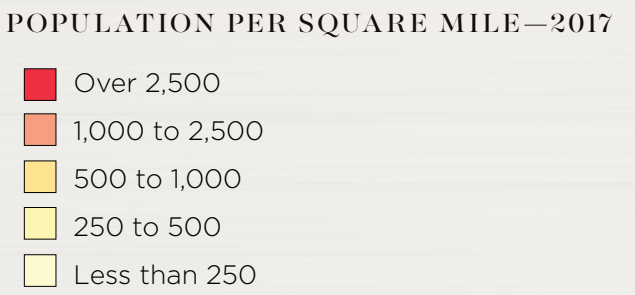 POPULATION PER SQUARE MILE—2017
Over 2,500
1,000 to 2,500
500 to 1,000
250 to 500
Less than 250